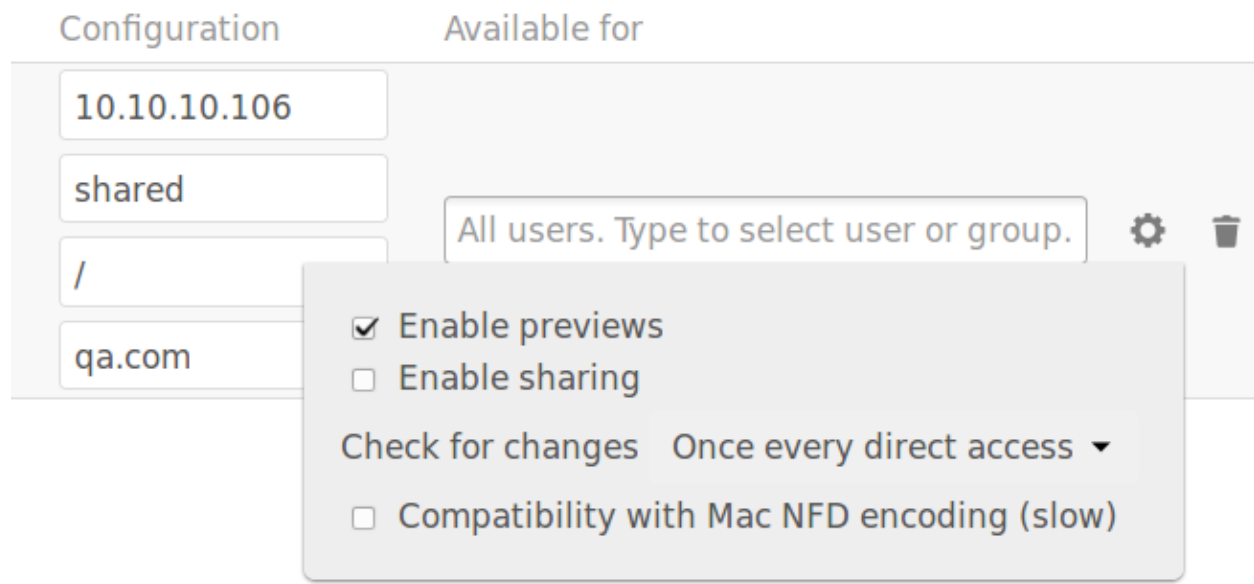 Configuration Available for
10.10.10.106
shared
All users. Type to select user or group.
/
qa.com
Enable previews
Enable sharing
Check for changes Once every direct access
Compatibility with Mac NFD encoding (slow)